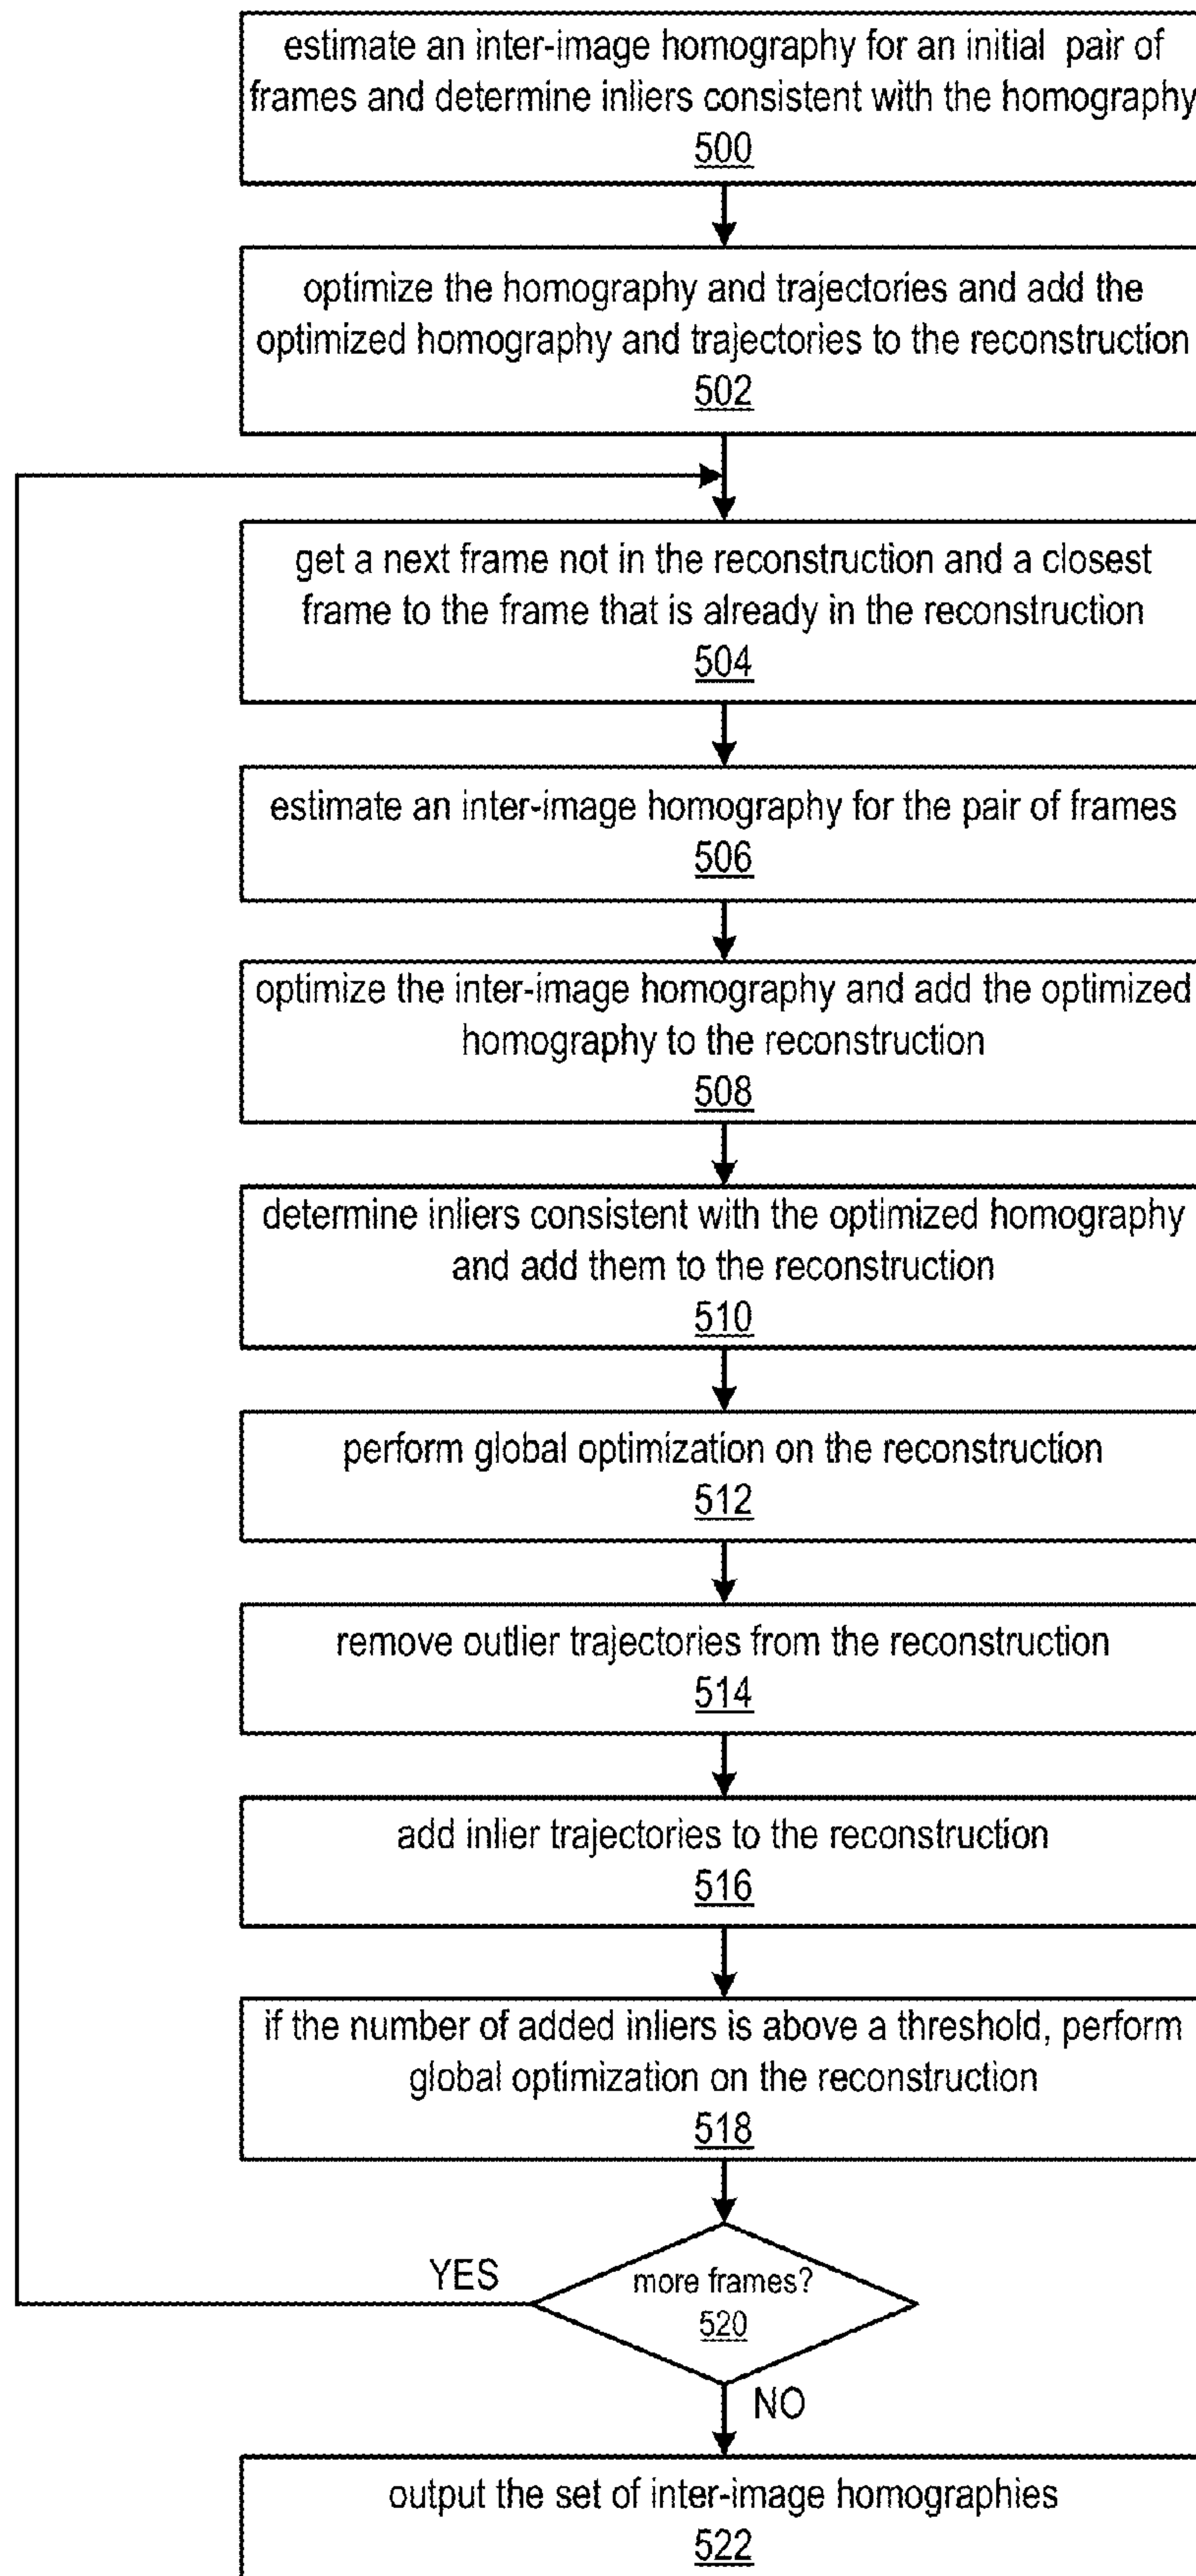 estimate an inter-image homography for an initial pair of
frames and determine inliers consistent with the homography
500
optimize the homography and trajectories and add the
optimized homography and trajectories to the reconstruction
502
get a next frame not in the reconstruction and a closest
frame to the frame that is already in the reconstruction
504
estimate an inter-image homography for the pair of frames
506
optimize the inter-image homography and add the optimized
homography to the reconstruction
508
determine inliers consistent with the optimized homography
and add them to the reconstruction
510
perform global optimization on the reconstruction
512
remove outlier trajectories from the reconstruction
514
add inlier trajectories to the reconstruction
516
if the number of added inliers is above a threshold, perform
global optimization on the reconstruction
518
YES
more frames?
520
NO
output the set of inter-image homographies
522